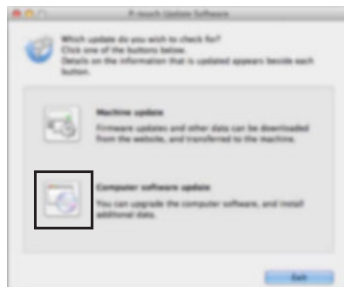 P-touch Update Software
Which update do you wish to check for?
Click one of the buttons below.
Details on the information that is updated appears beside each
button.
Machine update
Firmware updates and other data can be downloaded
from the website, and transferred to the machine.
Computer software update
You can upgrade the computer software, and install
additional data.
Exit